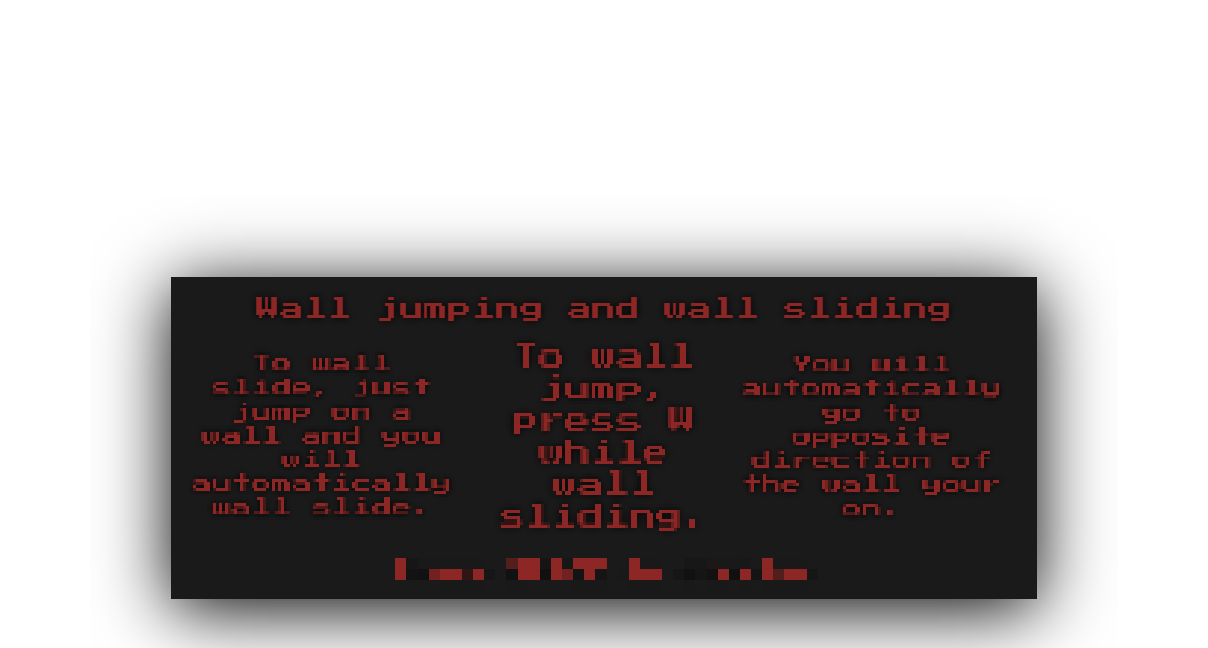 Wall jumping and wall sliding
To wall
slide, just
jump on a
wall and you
will
automatically
wall slide.
To wall
jump,
press W
while
wall
sliding.
You will
automatically
go to
opposite
direction of
the wall your
on.